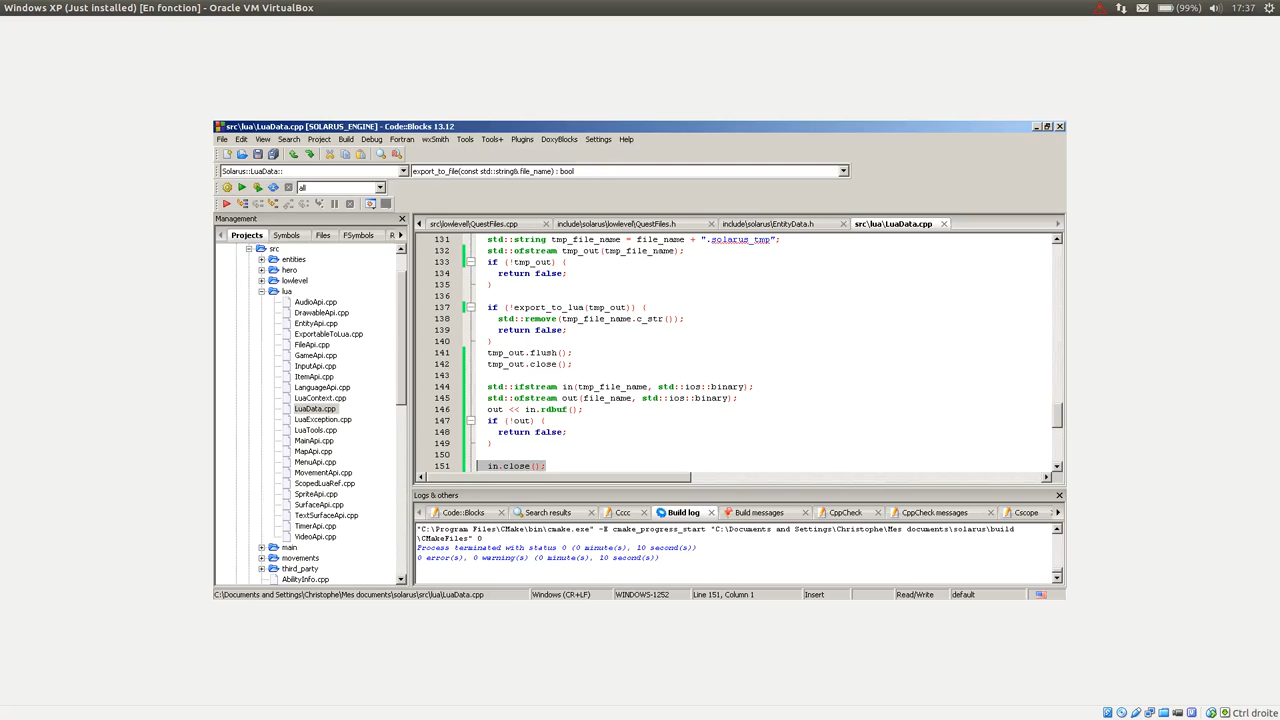 Windows XP (Just installed) [En fonction] - Oracle VM VirtualBox
(99%) 17:37
src\lua\LuaData.cpp [SOLARUS_ENGINE] - Code::Blocks 13.12
File Edit View Search Project Build Debug Fortran wxSmith Tools Tools+ Plugins DoxyBlocks Settings Help
Solarus::LuaData:: export_to_file(const std::string& file_name) : bool
all
Management
Projects Symbols Files FSymbols R
src\lowlevel\QuestFiles.cpp include\solarus\lowlevel\QuestFiles.h include\solarus\EntityData.h src\lua\LuaData.cpp
src
entities
hero
lowlevel
lua
AudioApi.cpp
DrawableApi.cpp
EntityApi.cpp
ExportableToLua.cpp
FileApi.cpp
GameApi.cpp
InputApi.cpp
ItemApi.cpp
LanguageApi.cpp
LuaContext.cpp
LuaData.cpp
LuaException.cpp
LuaTools.cpp
MainApi.cpp
MapApi.cpp
MenuApi.cpp
MovementApi.cpp
ScopedLuaRef.cpp
SpriteApi.cpp
SurfaceApi.cpp
TextSurfaceApi.cpp
TimerApi.cpp
VideoApi.cpp
main
movements
third_party
AbilityInfo.cpp
131 std::string tmp_file_name = file_name + ".solarus_tmp";
132 std::ofstream tmp_out(tmp_file_name);
133 if (!tmp_out) {
134 return false;
135 }
136
137 if (!export_to_lua(tmp_out)) {
138 std::remove(tmp_file_name.c_str());
139 return false;
140 }
141 tmp_out.flush();
142 tmp_out.close();
143
144 std::ifstream in(tmp_file_name, std::ios::binary);
145 std::ofstream out(file_name, std::ios::binary);
146 out << in.rdbuf();
147 if (!out) {
148 return false;
149 }
150
151 in.close();
Logs & others
Code::Blocks Search results Cccc Build log Build messages CppCheck CppCheck messages Cscope
"C:\Program Files\CMake\bin\cmake.exe" -E cmake_progress_start "C:\Documents and Settings\Christophe\Mes documents\solarus\build
\CMakeFiles" 0
Process terminated with status 0 (0 minute(s), 10 second(s))
0 error(s), 0 warning(s) (0 minute(s), 10 second(s))
C:\Documents and Settings\Christophe\Mes documents\solarus\src\lua\LuaData.cpp Windows (CR+LF) WINDOWS-1252 Line 151, Column 1 Insert Read/Write default
Ctrl droite